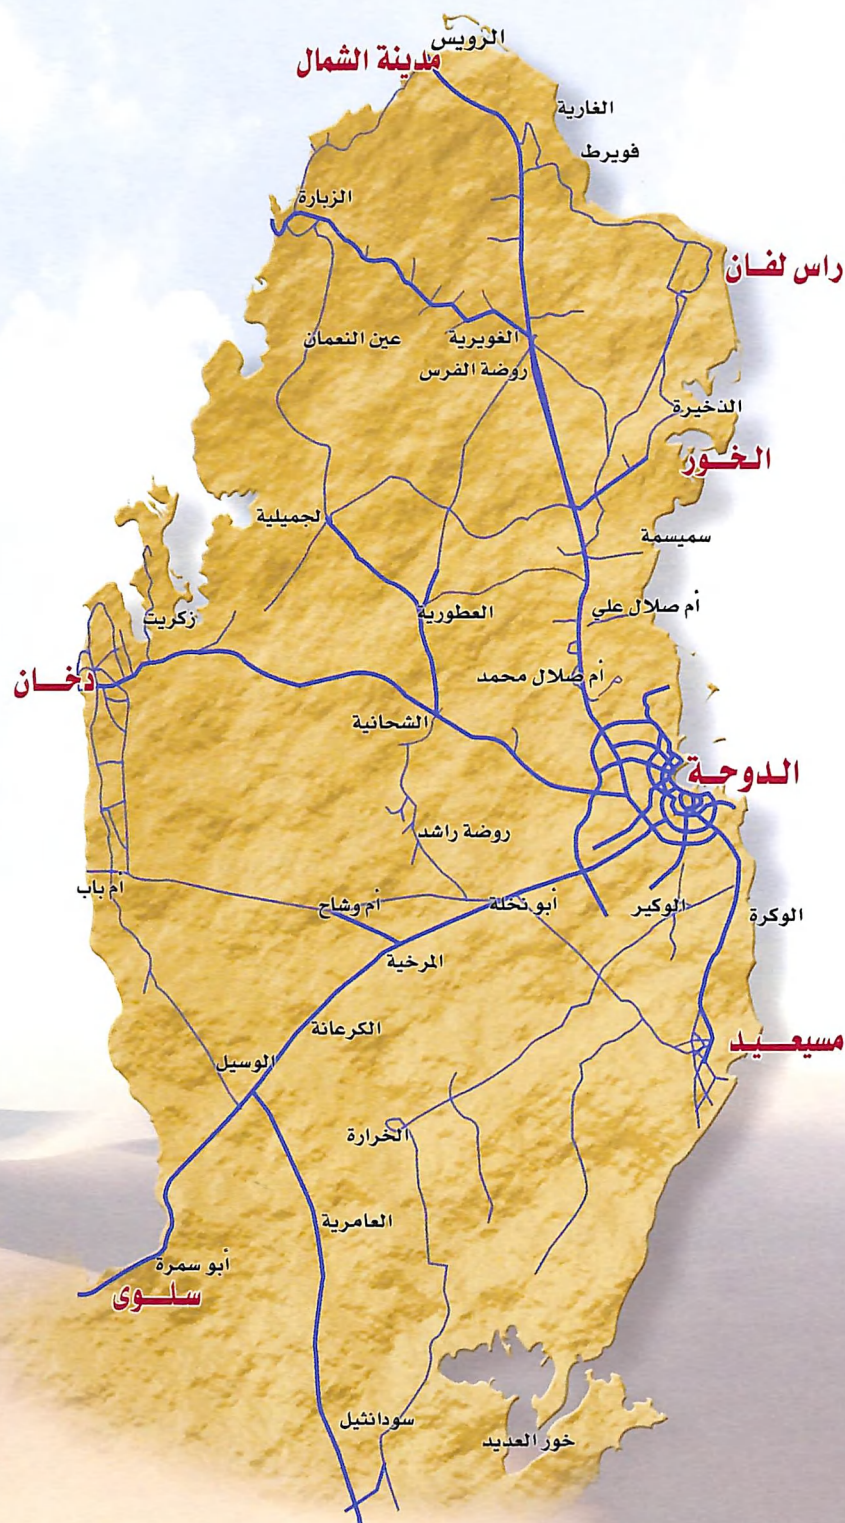 الرويس
مدينة الشمال
الغارية
فويرط
الزبارة
راس لفان
عين النعمان
الغويرية
روضة الفرس
الذخيرة
الخور
لجميلية
سميسمة
زكريت
العطورية
أم صلال علي
دخان
أم صلال محمد
الشحانية
الدوحة
روضة راشد
أم باب
أم وشاح
أبو نخلة
الوكير
الوكرة
المرخية
الكرعانة
مسيعيد
الوسيل
الخرارة
العامرية
أبو سمرة
سلوى
سودانثيل
خور العديد